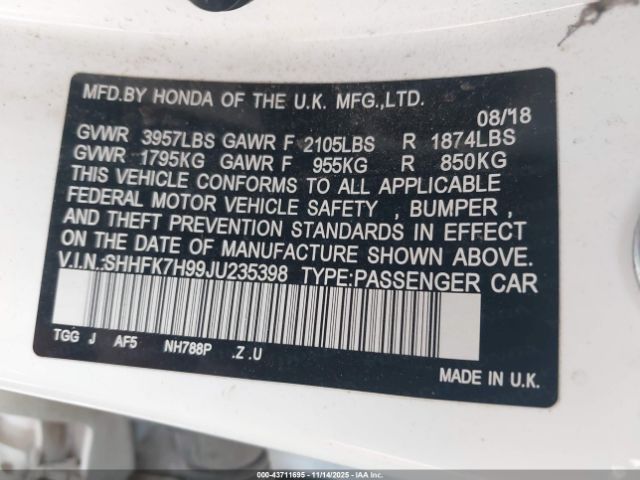 MFD.BY HONDA OF THE U.K. MFG.,LTD.
08/'18
GVWR 3957LBS GAWR F 2105LBS R 1874LBS
GVWR 1795KG GAWR F 955KG R 850KG
THIS VEHICLE CONFORMS TO ALL APPLICABLE
FEDERAL MOTOR VEHICLE SAFETY , BUMPER ,
AND THEFT PREVENTION STANDARDS IN EFFECT
ON THE DATE OF MANUFACTURE SHOWN ABOVE.
V.I.N.:SHHFK7H99JU235398 TYPE:PASSENGER CAR
TGG J AF5 NH788P .Z .U
MADE IN U.K.
000-43711695 - 11/14/2025 - IAAI.COM